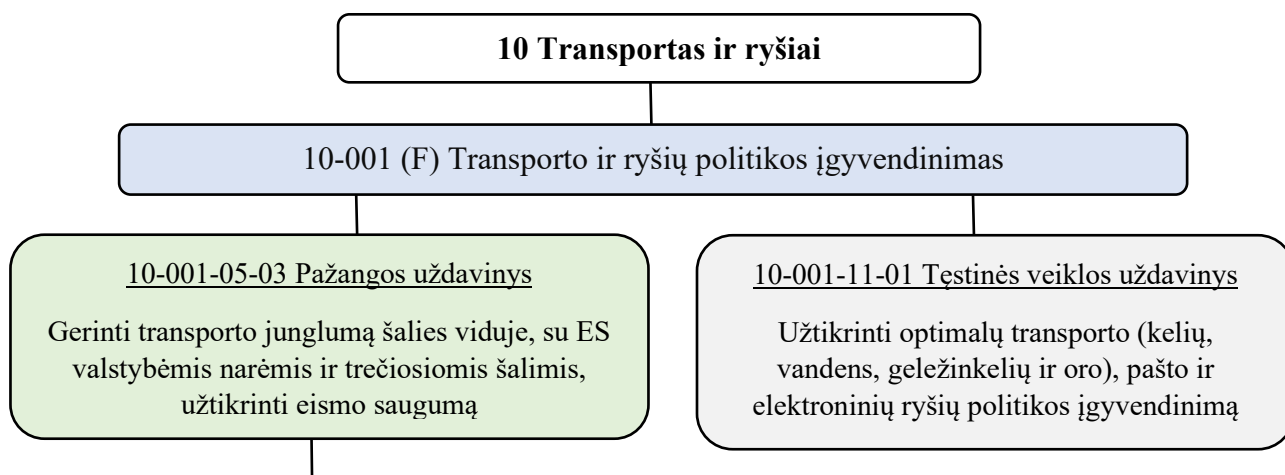 10 Transportas ir ryšiai
10-001 (F) Transporto ir ryšių politikos įgyvendinimas
10-001-05-03 Pažangos uždavinys
Gerinti transporto junglumą šalies viduje, su ES
valstybėmis narėmis ir trečiosiomis šalimis,
užtikrinti eismo saugumą
10-001-11-01 Tęstinės veiklos uždavinys
Užtikrinti optimalų transporto (kelių,
vandens, geležinkelių ir oro), pašto ir
elektroninių ryšių politikos įgyvendinimą